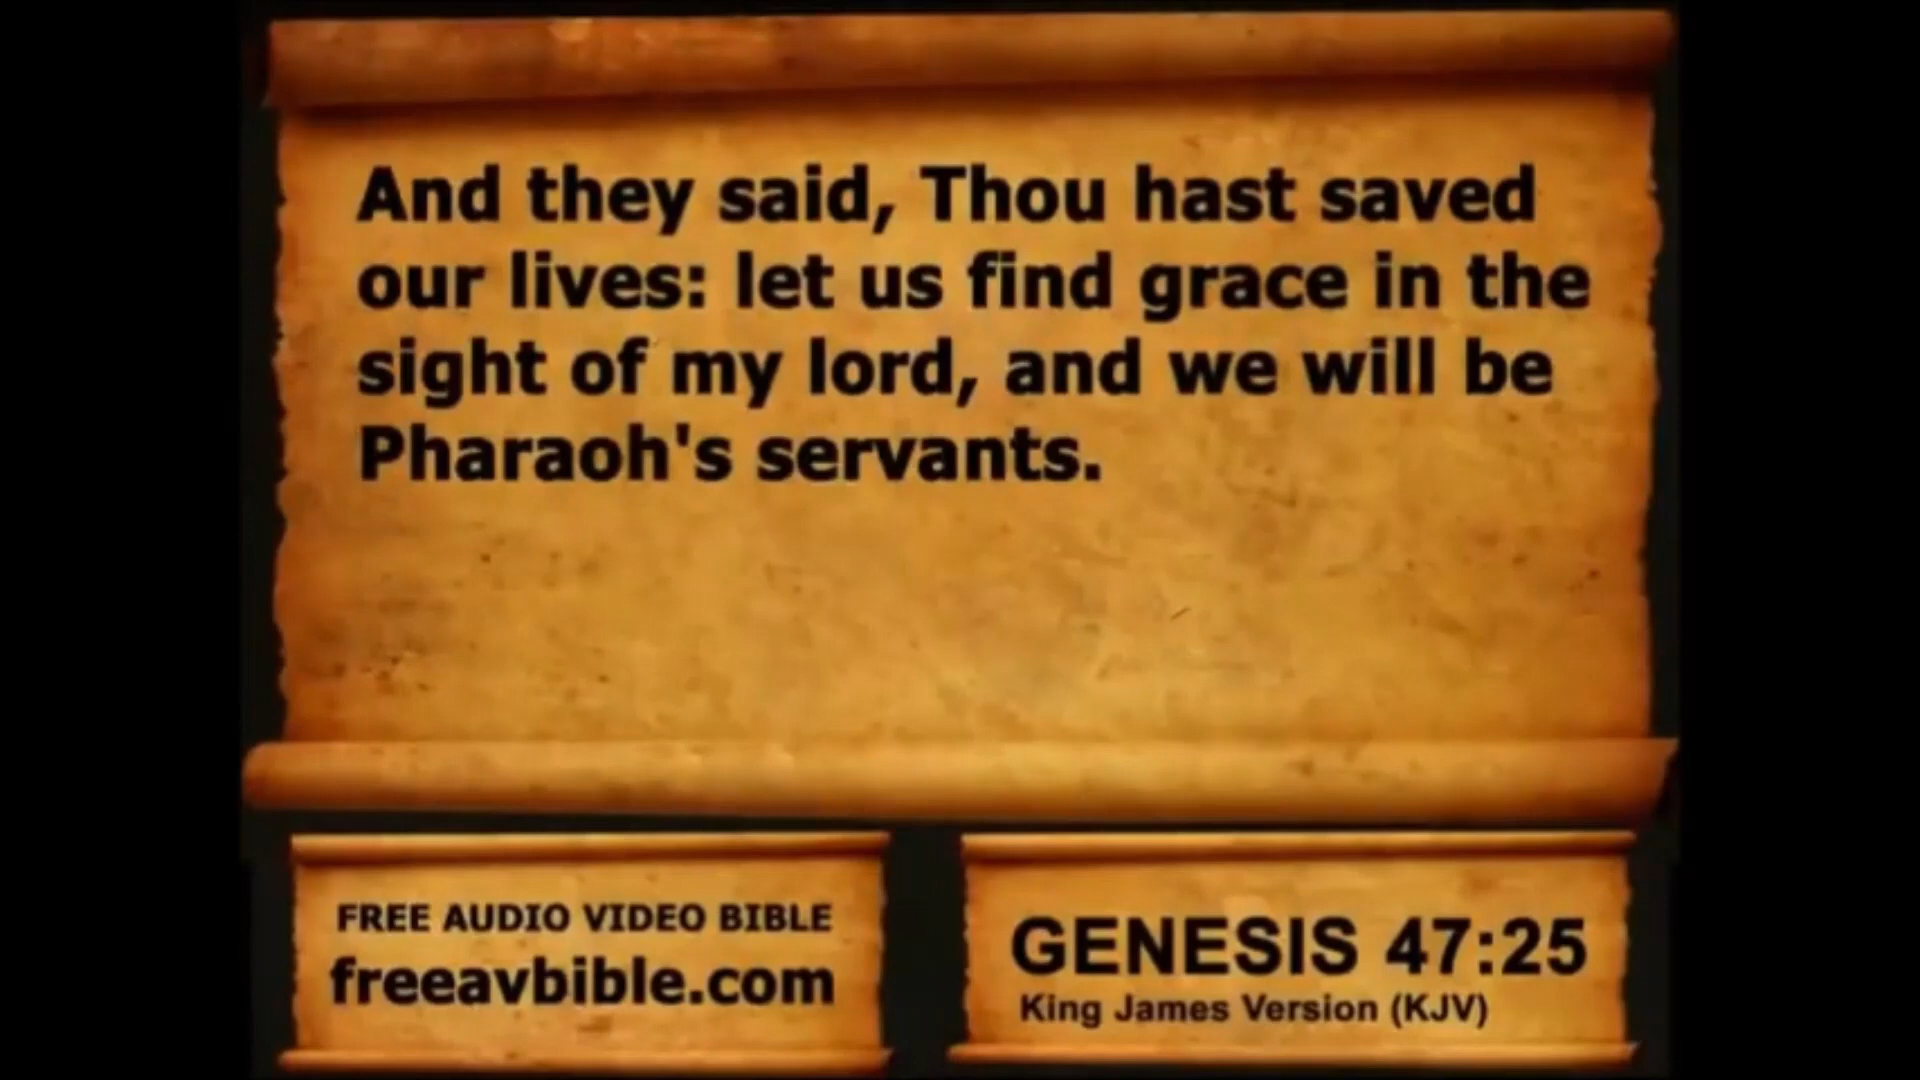 And they said, Thou hast saved
our lives: let us find grace in the
sight of my lord, and we will be
Pharaoh's servants.
FREE AUDIO VIDEO BIBLE
freeavbible.com
GENESIS 47:25
King James Version (KJV)